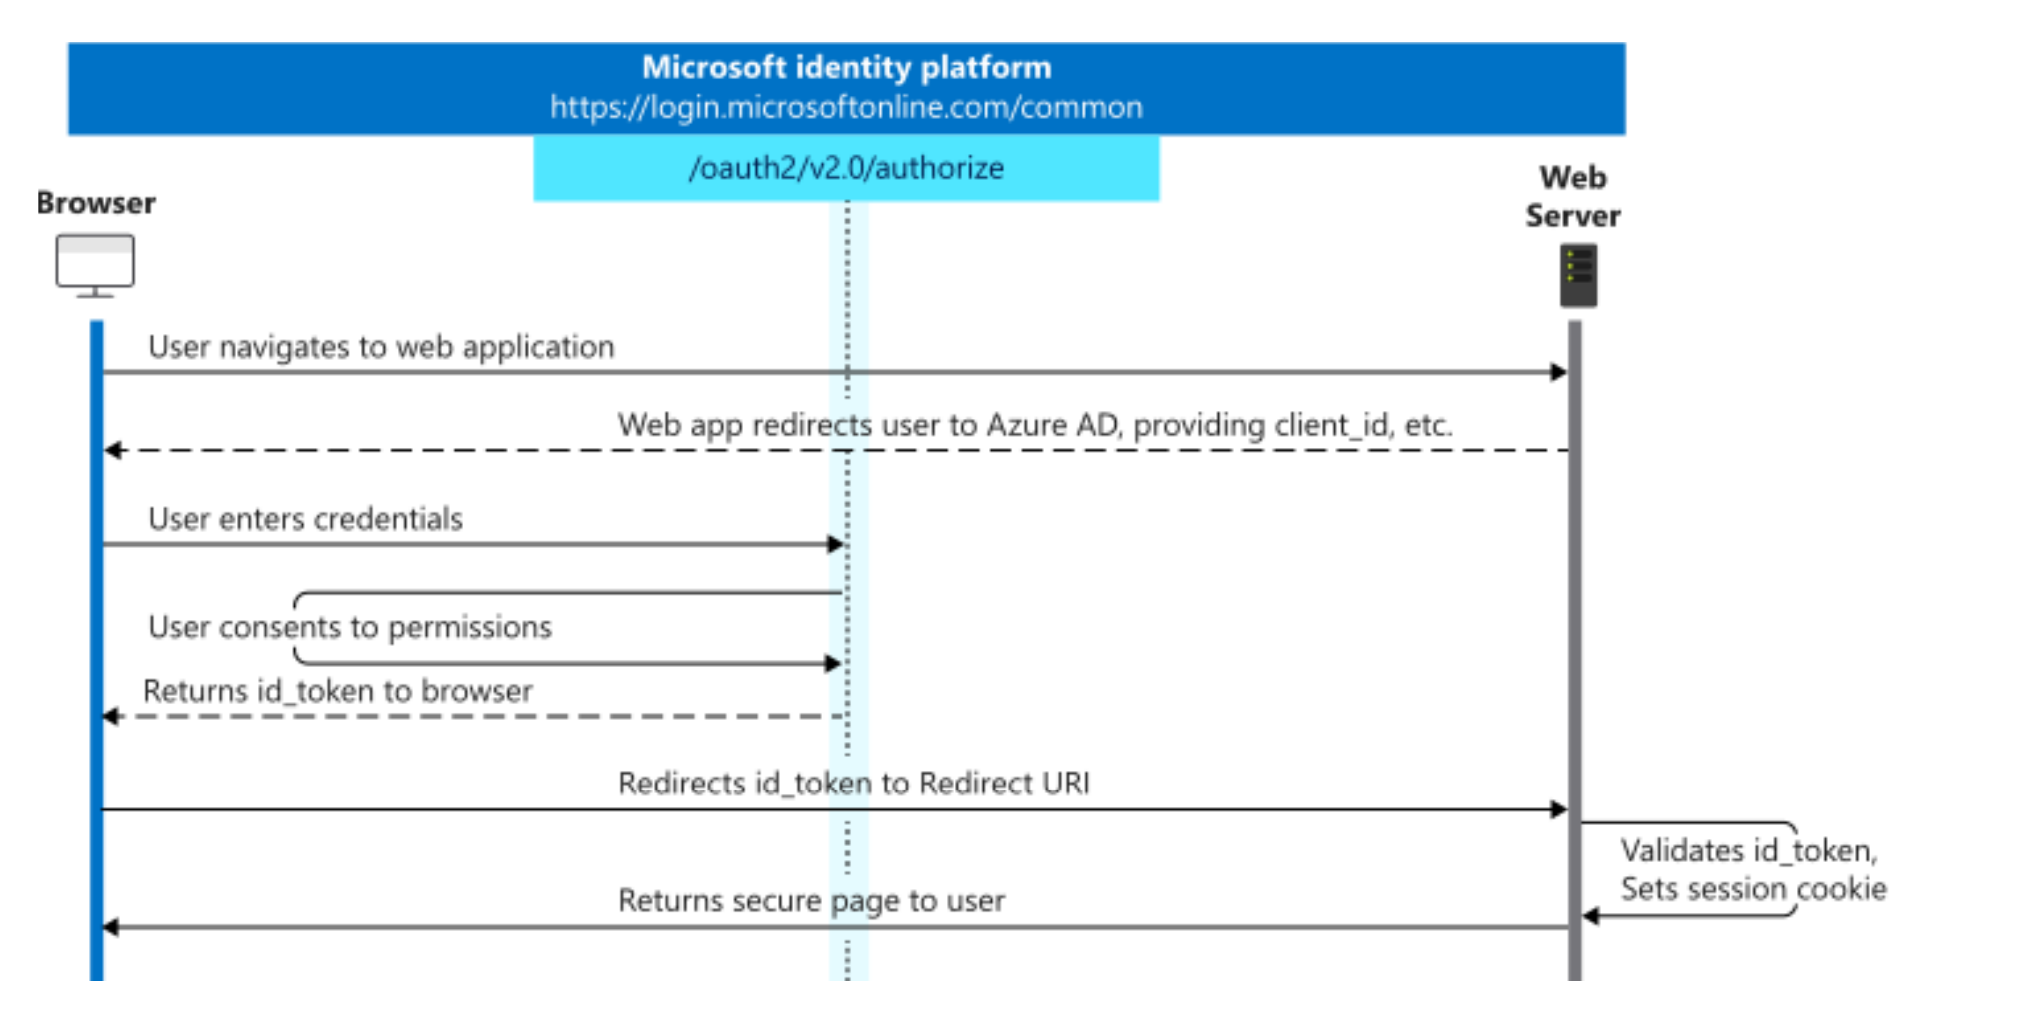 Microsoft identity platform
https://login.microsoftonline.com/common
/oauth2/v2.0/authorize
Browser
Web
Server
User navigates to web application
Web app redirects user to Azure AD, providing client_id, etc.
User enters credentials
User consents to permissions
Returns id_token to browser
Redirects id_token to Redirect URI
Validates id_token,
Sets session cookie
Returns secure page to user